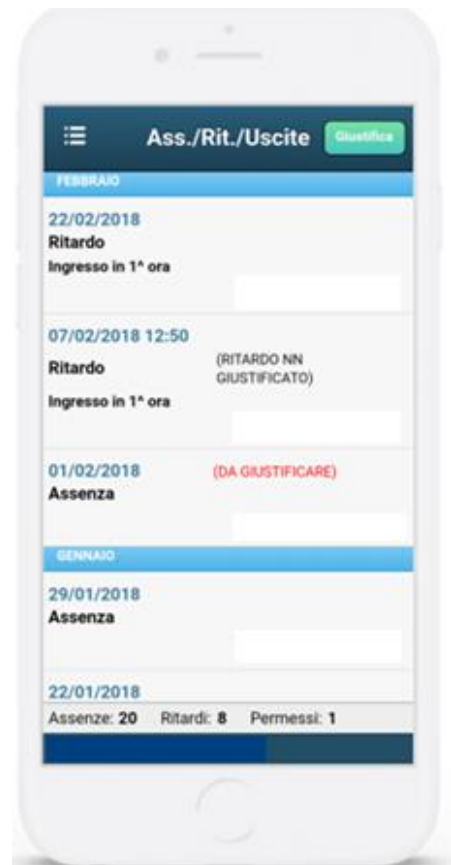 Ass./Rit./Uscite
Giustifica
FEBBRAIO
22/02/2018
Ritardo
Ingresso in 1^ ora
07/02/2018 12:50
Ritardo
(RITARDO NN
GIUSTIFICATO)
Ingresso in 1^ ora
01/02/2018
(DA GIUSTIFICARE)
Assenza
GENNAIO
29/01/2018
Assenza
22/01/2018
Assenze: 20 Ritardi: 8 Permessi: 1